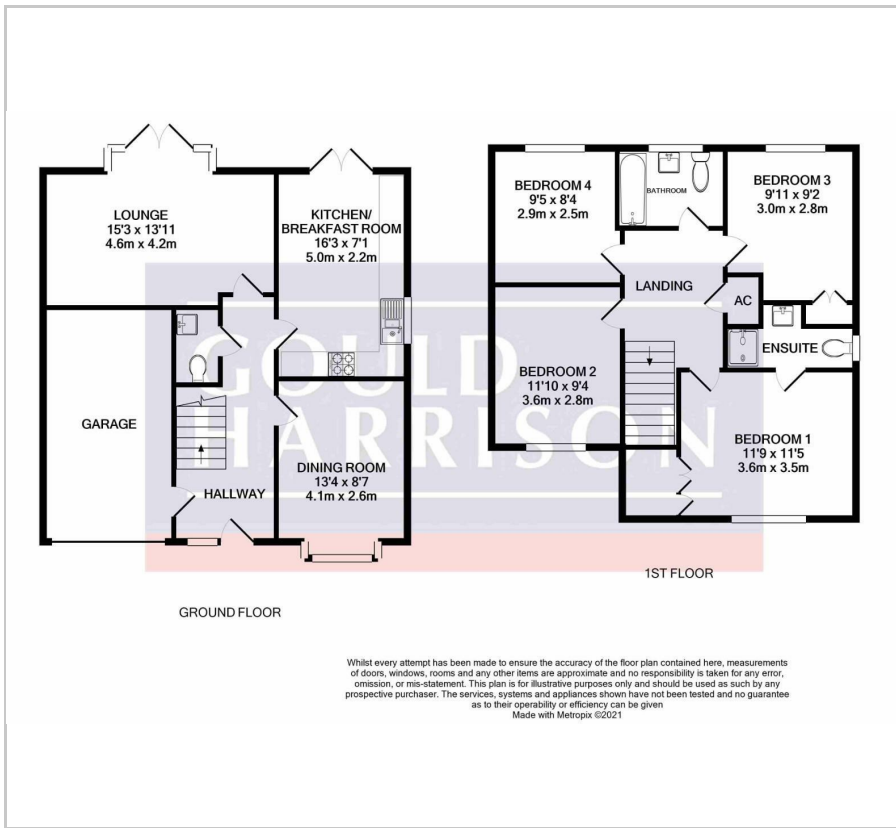 LOUNGE
15'3 x 13'11
4.6m x 4.2m
KITCHEN/
BREAKFAST ROOM
16'3 x 7'1
5.0m x 2.2m
GARAGE
DINING ROOM
13'4 x 8'7
4.1m x 2.6m
HALLWAY
GROUND FLOOR
BEDROOM 4
9'5 x 8'4
2.9m x 2.5m
BATHROOM
BEDROOM 3
9'11 x 9'2
3.0m x 2.8m
LANDING
AC
ENSUITE
BEDROOM 2
11'10 x 9'4
3.6m x 2.8m
BEDROOM 1
11'9 x 11'5
3.6m x 3.5m
1ST FLOOR
GOULD
HARRISON
Whilst every attempt has been made to ensure the accuracy of the floor plan contained here, measurements
of doors, windows, rooms and any other items are approximate and no responsibility is taken for any error,
omission, or mis-statement. This plan is for illustrative purposes only and should be used as such by any
prospective purchaser. The services, systems and appliances shown have not been tested and no guarantee
as to their operability or efficiency can be given
Made with Metropix ©2021